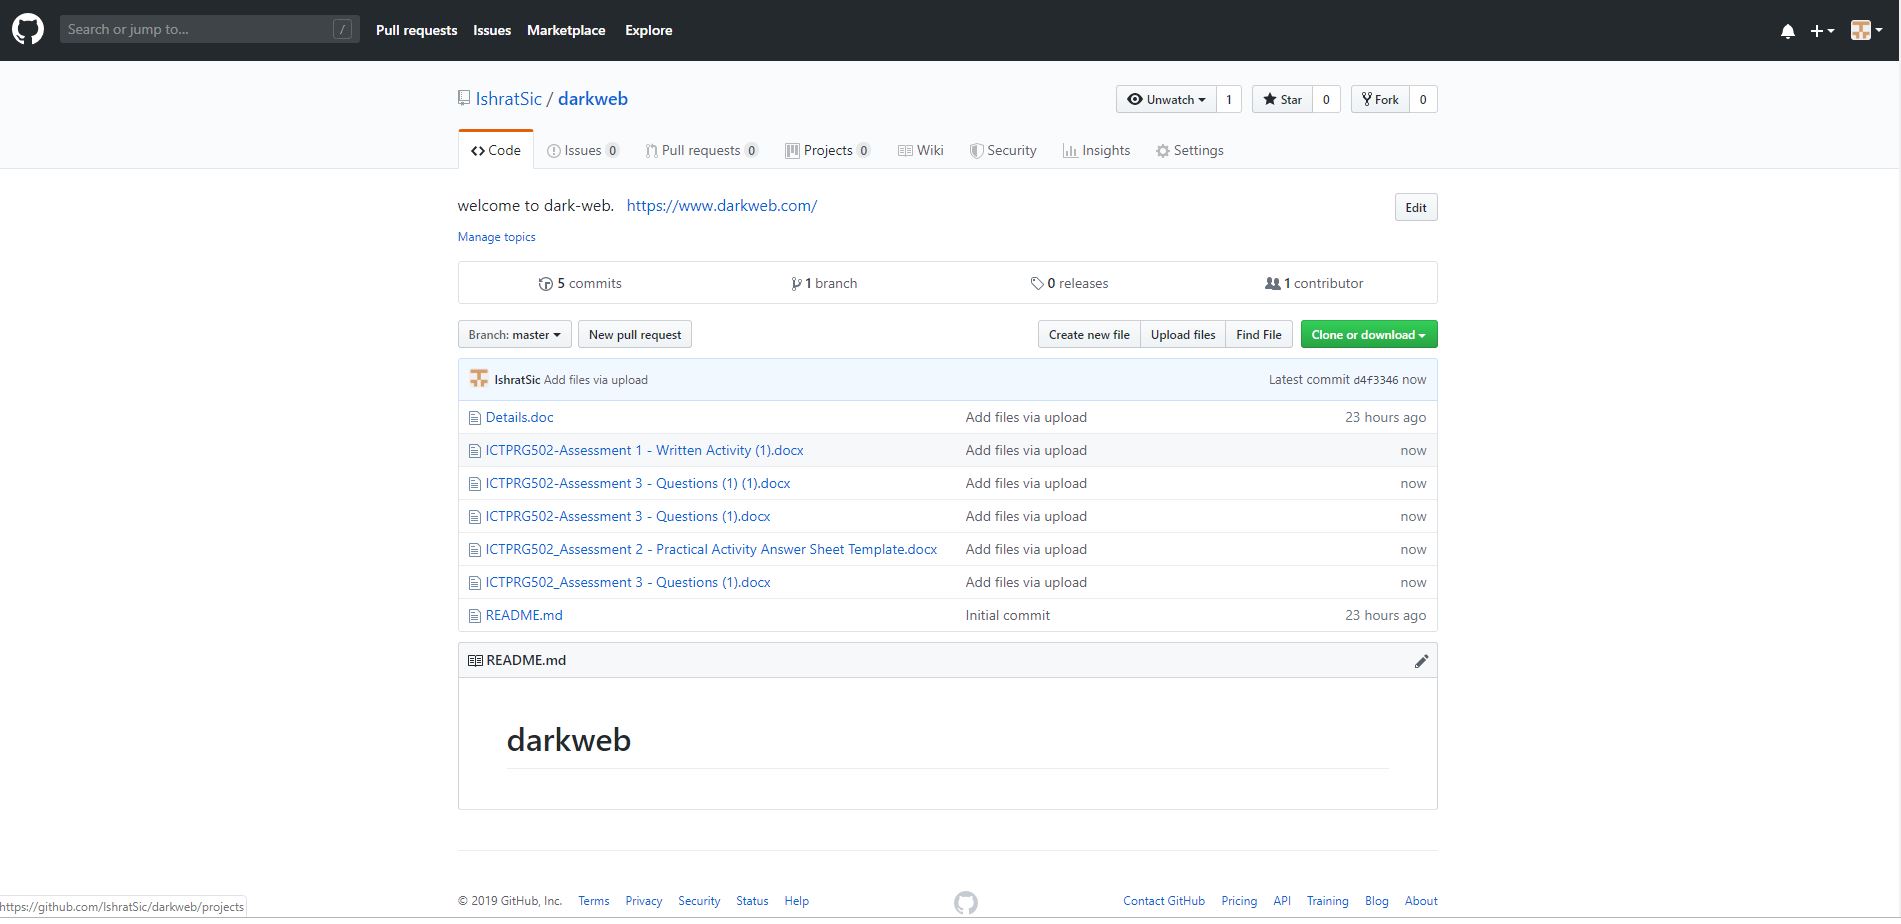 Search or jump to... /
Pull requests Issues Marketplace Explore
IshratSic / darkweb
Unwatch 1 Star 0 Fork 0
Code Issues 0 Pull requests 0 Projects 0 Wiki Security Insights Settings
welcome to dark-web. https://www.darkweb.com/
Edit
Manage topics
5 commits 1 branch 0 releases 1 contributor
Branch: master New pull request Create new file Upload files Find File Clone or download
IshratSic Add files via upload Latest commit d4f3346 now
Details.doc Add files via upload 23 hours ago
ICTPRG502-Assessment 1 - Written Activity (1).docx Add files via upload now
ICTPRG502-Assessment 3 - Questions (1) (1).docx Add files via upload now
ICTPRG502-Assessment 3 - Questions (1).docx Add files via upload now
ICTPRG502_Assessment 2 - Practical Activity Answer Sheet Template.docx Add files via upload now
ICTPRG502_Assessment 3 - Questions (1).docx Add files via upload now
README.md Initial commit 23 hours ago
README.md
darkweb
© 2019 GitHub, Inc. Terms Privacy Security Status Help Contact GitHub Pricing API Training Blog About
https://github.com/IshratSic/darkweb/projects